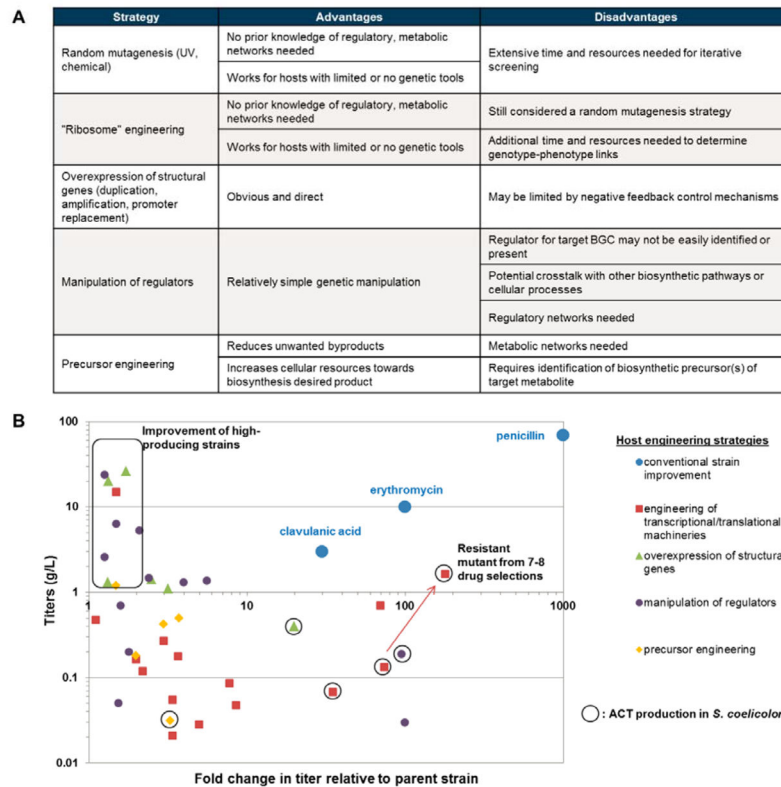 A
Strategy
Advantages
Disadvantages
Random mutagenesis (UV,
chemical)
No prior knowledge of regulatory, metabolic
networks needed
Works for hosts with limited or no genetic tools
Extensive time and resources needed for iterative
screening
"Ribosome" engineering
No prior knowledge of regulatory, metabolic
networks needed
Works for hosts with limited or no genetic tools
Still considered a random mutagenesis strategy
Additional time and resources needed to determine
genotype-phenotype links
Overexpression of structural
genes (duplication,
amplification, promoter
replacement)
Obvious and direct
May be limited by negative feedback control mechanisms
Manipulation of regulators
Relatively simple genetic manipulation
Regulator for target BGC may not be easily identified or
present
Potential crosstalk with other biosynthetic pathways or
cellular processes
Regulatory networks needed
Precursor engineering
Reduces unwanted byproducts
Increases cellular resources towards
biosynthesis desired product
Metabolic networks needed
Requires identification of biosynthetic precursor(s) of
target metabolite
B
Titers (g/L)
100
10
1
0.1
0.01
1
10
100
1000
Fold change in titer relative to parent strain
Improvement of high-
producing strains
penicillin
erythromycin
clavulanic acid
Resistant
mutant from 7-8
drug selections
Host engineering strategies
conventional strain
improvement
engineering of
transcriptional/translational
machineries
overexpression of structural
genes
manipulation of regulators
precursor engineering
: ACT production in S. coelicolor